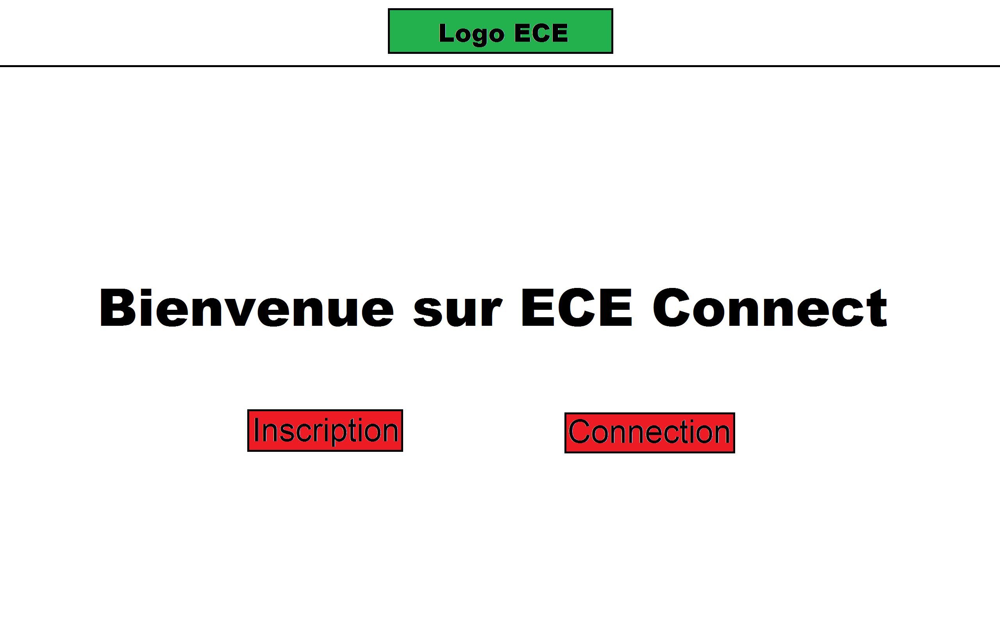 Logo ECE
Bienvenue sur ECE Connect
Inscription
Connection